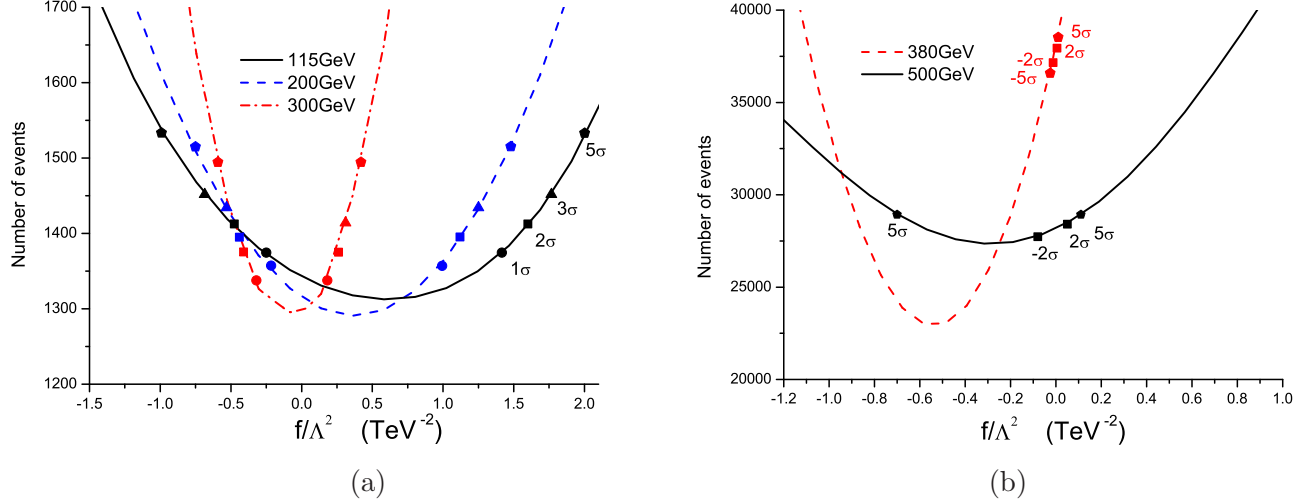 1700
1600
1500
1400
1300
1200
Number of events
115GeV
200GeV
300GeV
5σ
3σ
2σ
1σ
-1.5 -1.0 -0.5 0.0 0.5 1.0 1.5 2.0
f/Λ² (TeV⁻²)
(a)
40000
35000
30000
25000
20000
Number of events
380GeV
500GeV
5σ
2σ
-2σ
-5σ
5σ
-2σ
2σ
5σ
-1.2 -1.0 -0.8 -0.6 -0.4 -0.2 0.0 0.2 0.4 0.6 0.8 1.0
f/Λ² (TeV⁻²)
(b)